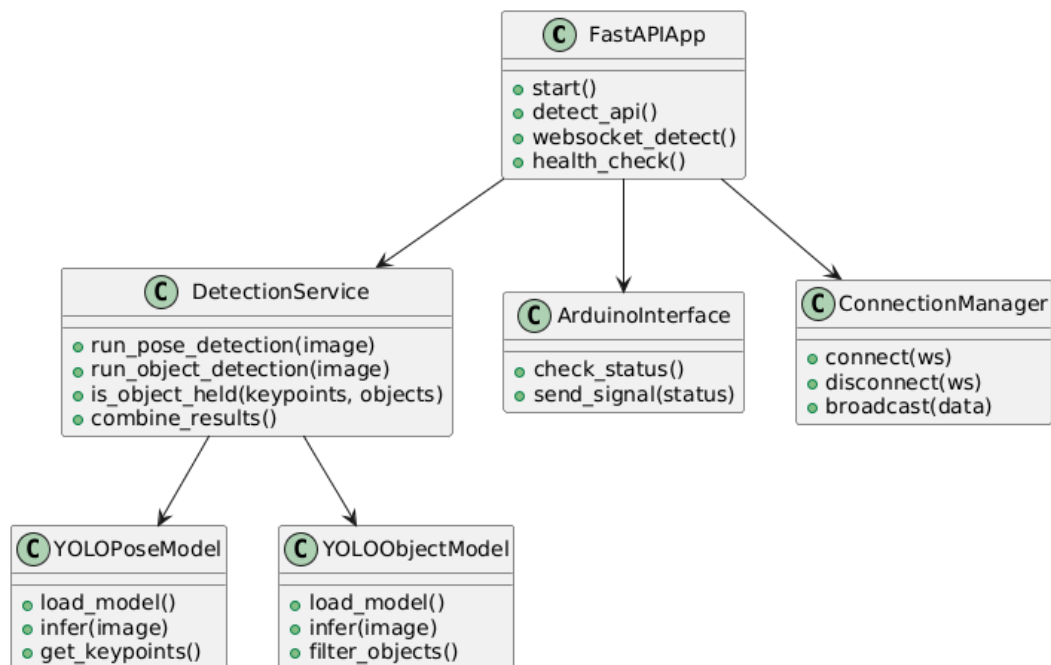 C FastAPIApp
start()
detect_api()
websocket_detect()
health_check()
C DetectionService
run_pose_detection(image)
run_object_detection(image)
is_object_held(keypoints, objects)
combine_results()
C ArduinoInterface
check_status()
send_signal(status)
C ConnectionManager
connect(ws)
disconnect(ws)
broadcast(data)
C YOLOPoseModel
load_model()
infer(image)
get_keypoints()
C YOLOObjectModel
load_model()
infer(image)
filter_objects()